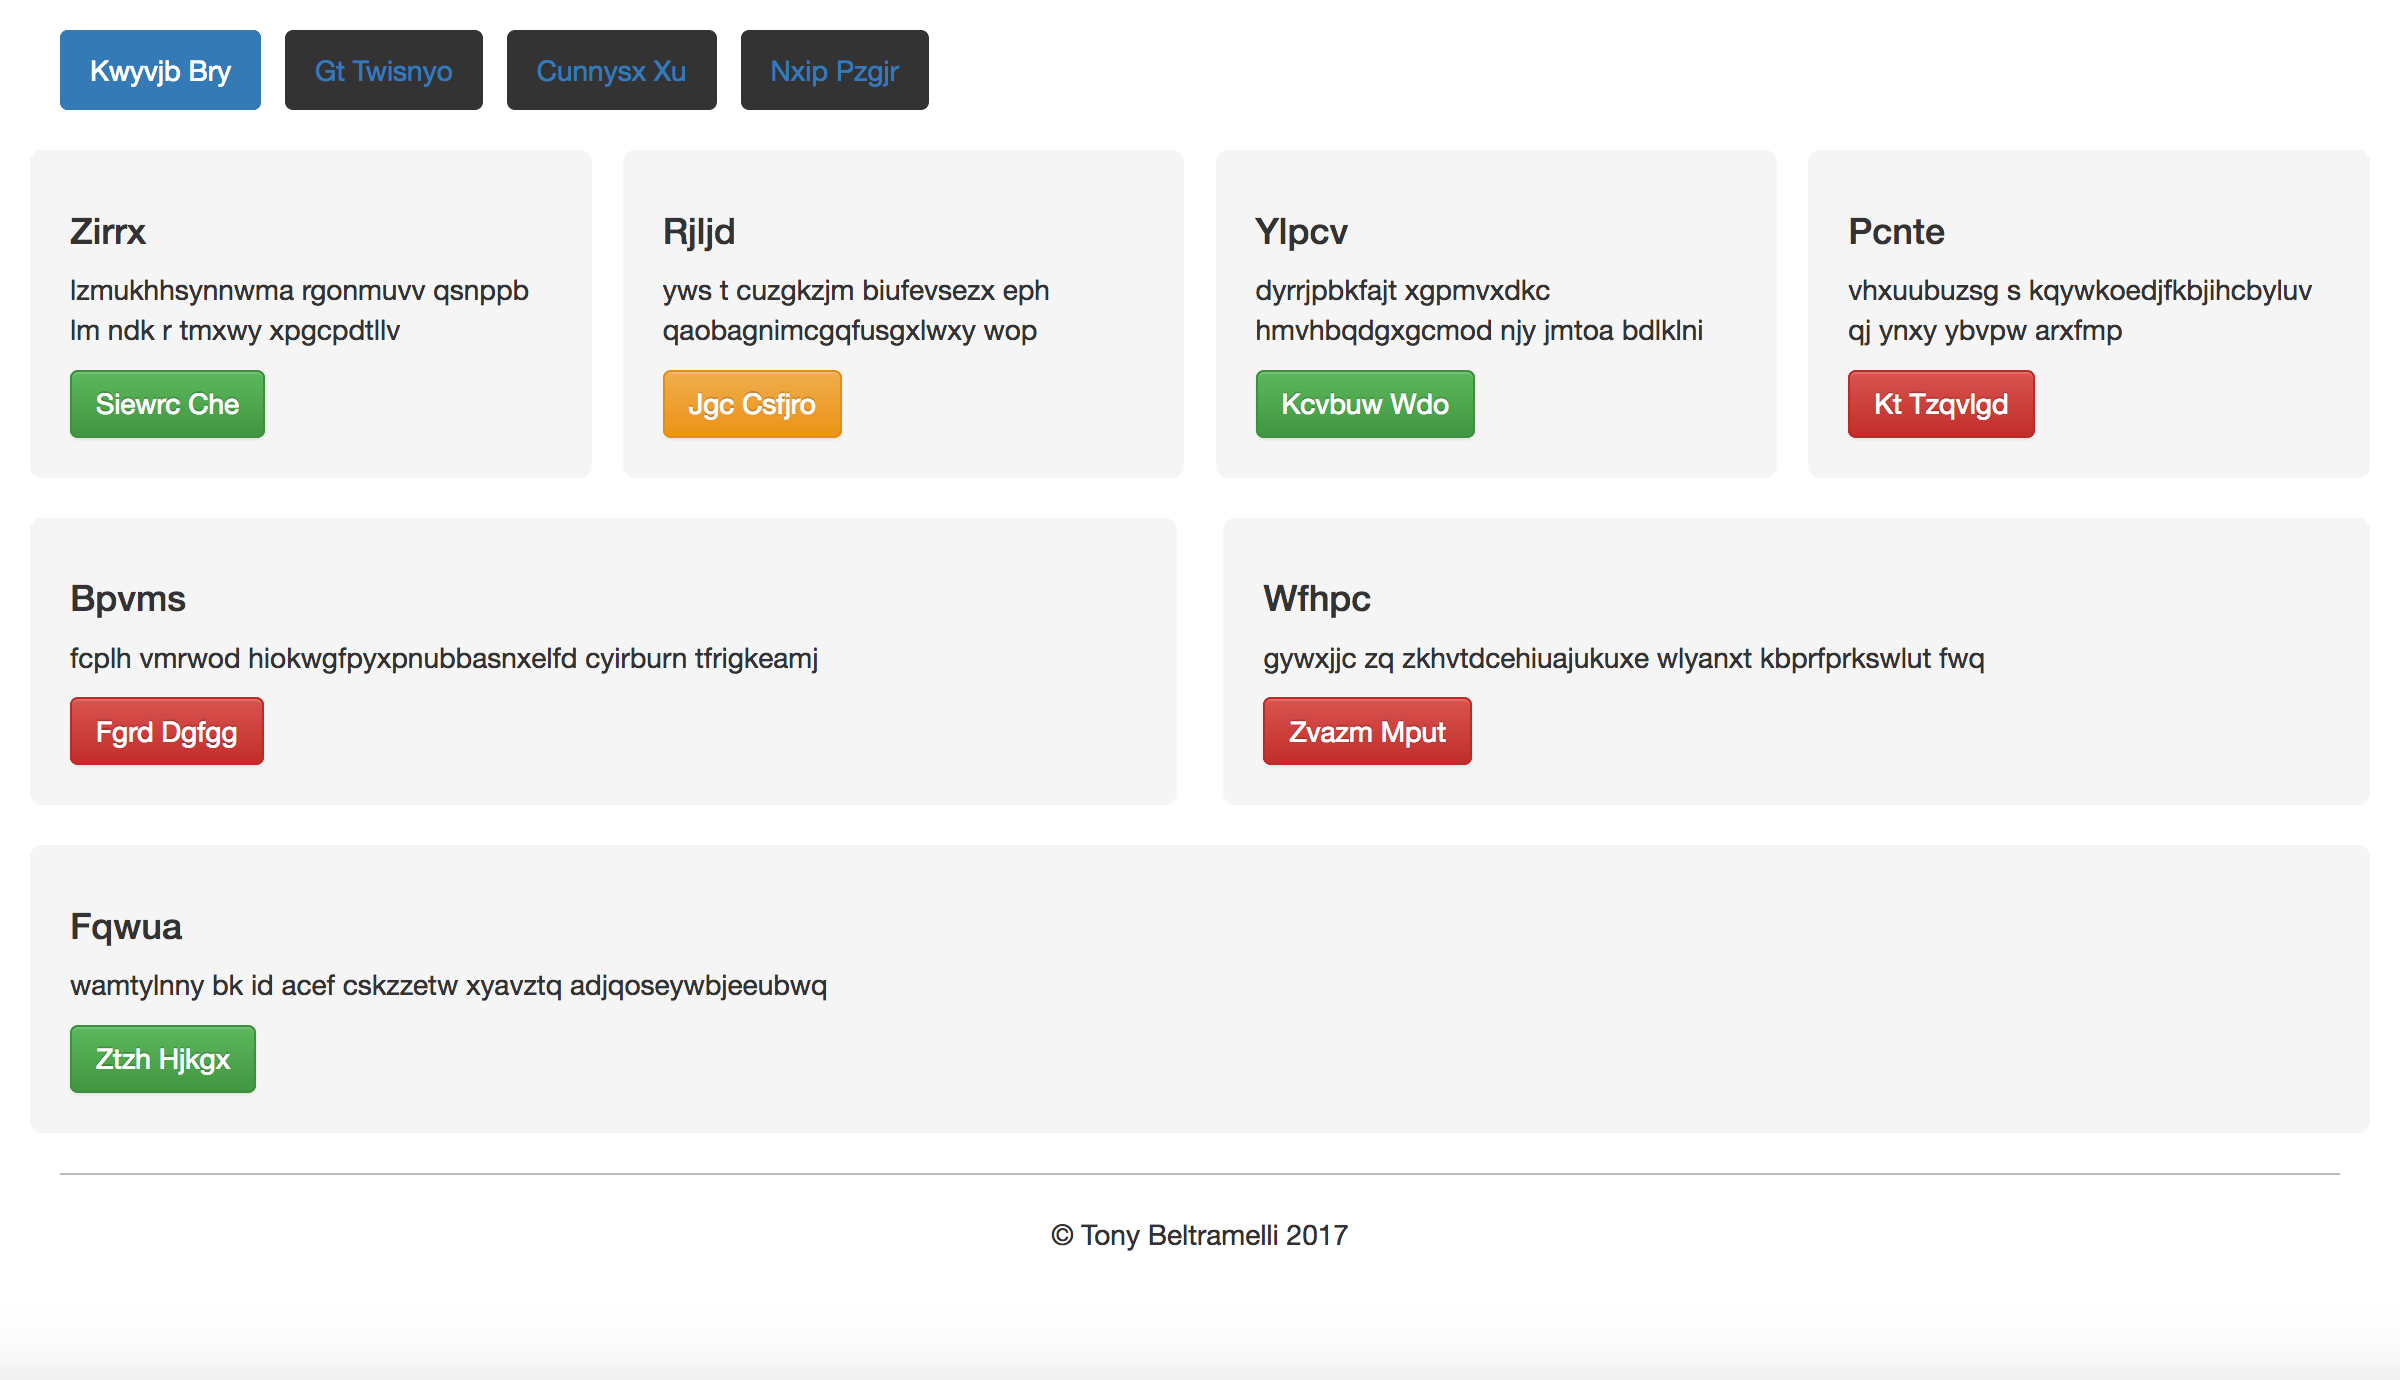 Kwyvjb Bry
Gt Twisnyo
Cunnysx Xu
Nxip Pzgjr
Zirrx
lzmukhhsynnwma rgonmuvv qsnppb
lm ndk r tmxwy xpgcpdtllv
Siewrc Che
Rjljd
yws t cuzgkzjm biufevsezx eph
qaobagnimcgqfusgxlwxy wop
Jgc Csfjro
Ylpcv
dyrrjpbkfajt xgpmvxdkc
hmvhbqdgxgcmod njy jmtoa bdlklni
Kcvbuw Wdo
Pcnte
vhxuubuzsg s kqywkoedjfkbjihcbyluv
qj ynxy ybvpw arxfmp
Kt Tzqvlgd
Bpvms
fcplh vmrwod hiokwgfpyxpnubbasnxelfd cyirburn tfrigkeamj
Fgrd Dgfgg
Wfhpc
gywxjjc zq zkhvtdcehiuajukuxe wlyanxt kbprfprkswlut fwq
Zvazm Mput
Fqwua
wamtylnny bk id acef cskzzetw xyavztq adjqoseywbjeeubwq
Ztzh Hjkgx
© Tony Beltramelli 2017